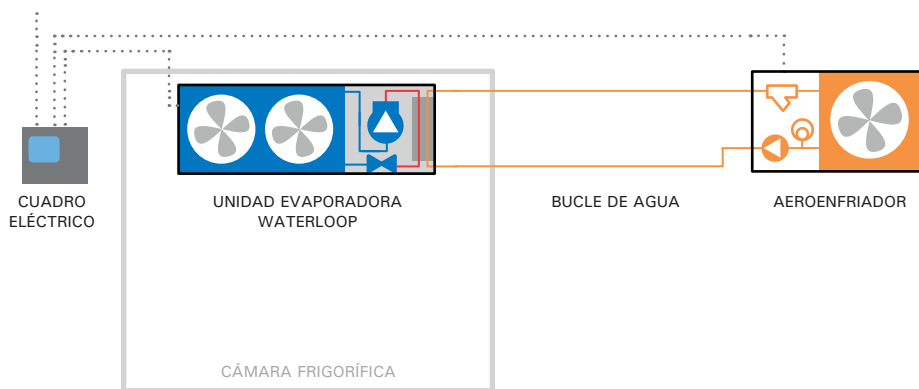 CUADRO
ELÉCTRICO
UNIDAD EVAPORADORA
WATERLOOP
BUCLE DE AGUA
AEROENFRIADOR
CÁMARA FRIGORÍFICA